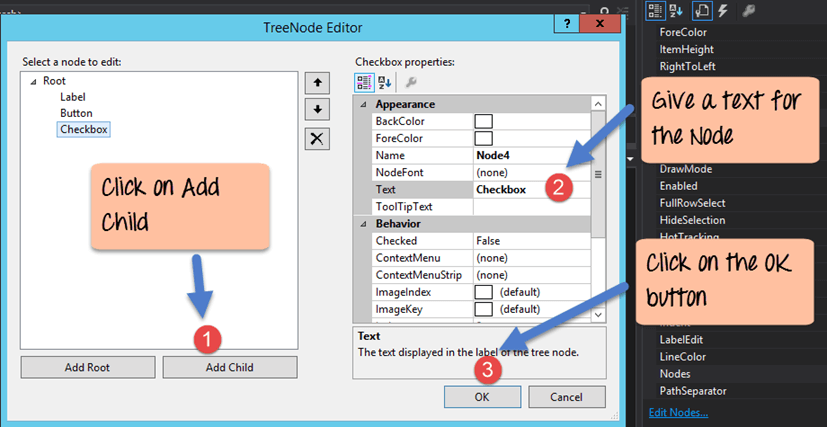 TreeNode Editor
?
x
Select a node to edit:
Root
Label
Button
Checkbox
Add Root
Add Child
Checkbox properties:
Appearance
BackColor
ForeColor
Name Node4
NodeFont (none)
Text Checkbox
ToolTipText
Behavior
Checked False
ContextMenu (none)
ContextMenuStrip (none)
ImageIndex (default)
ImageKey (default)
Text
The text displayed in the label of the tree node.
OK
Cancel
Click on Add
Child
1
Give a text for
the Node
2
Click on the OK
button
3
ForeColor
ItemHeight
RightToLeft
DrawMode
Enabled
FullRowSelect
HideSelection
HotTracking
LabelEdit
LineColor
Nodes
PathSeparator
Edit Nodes...